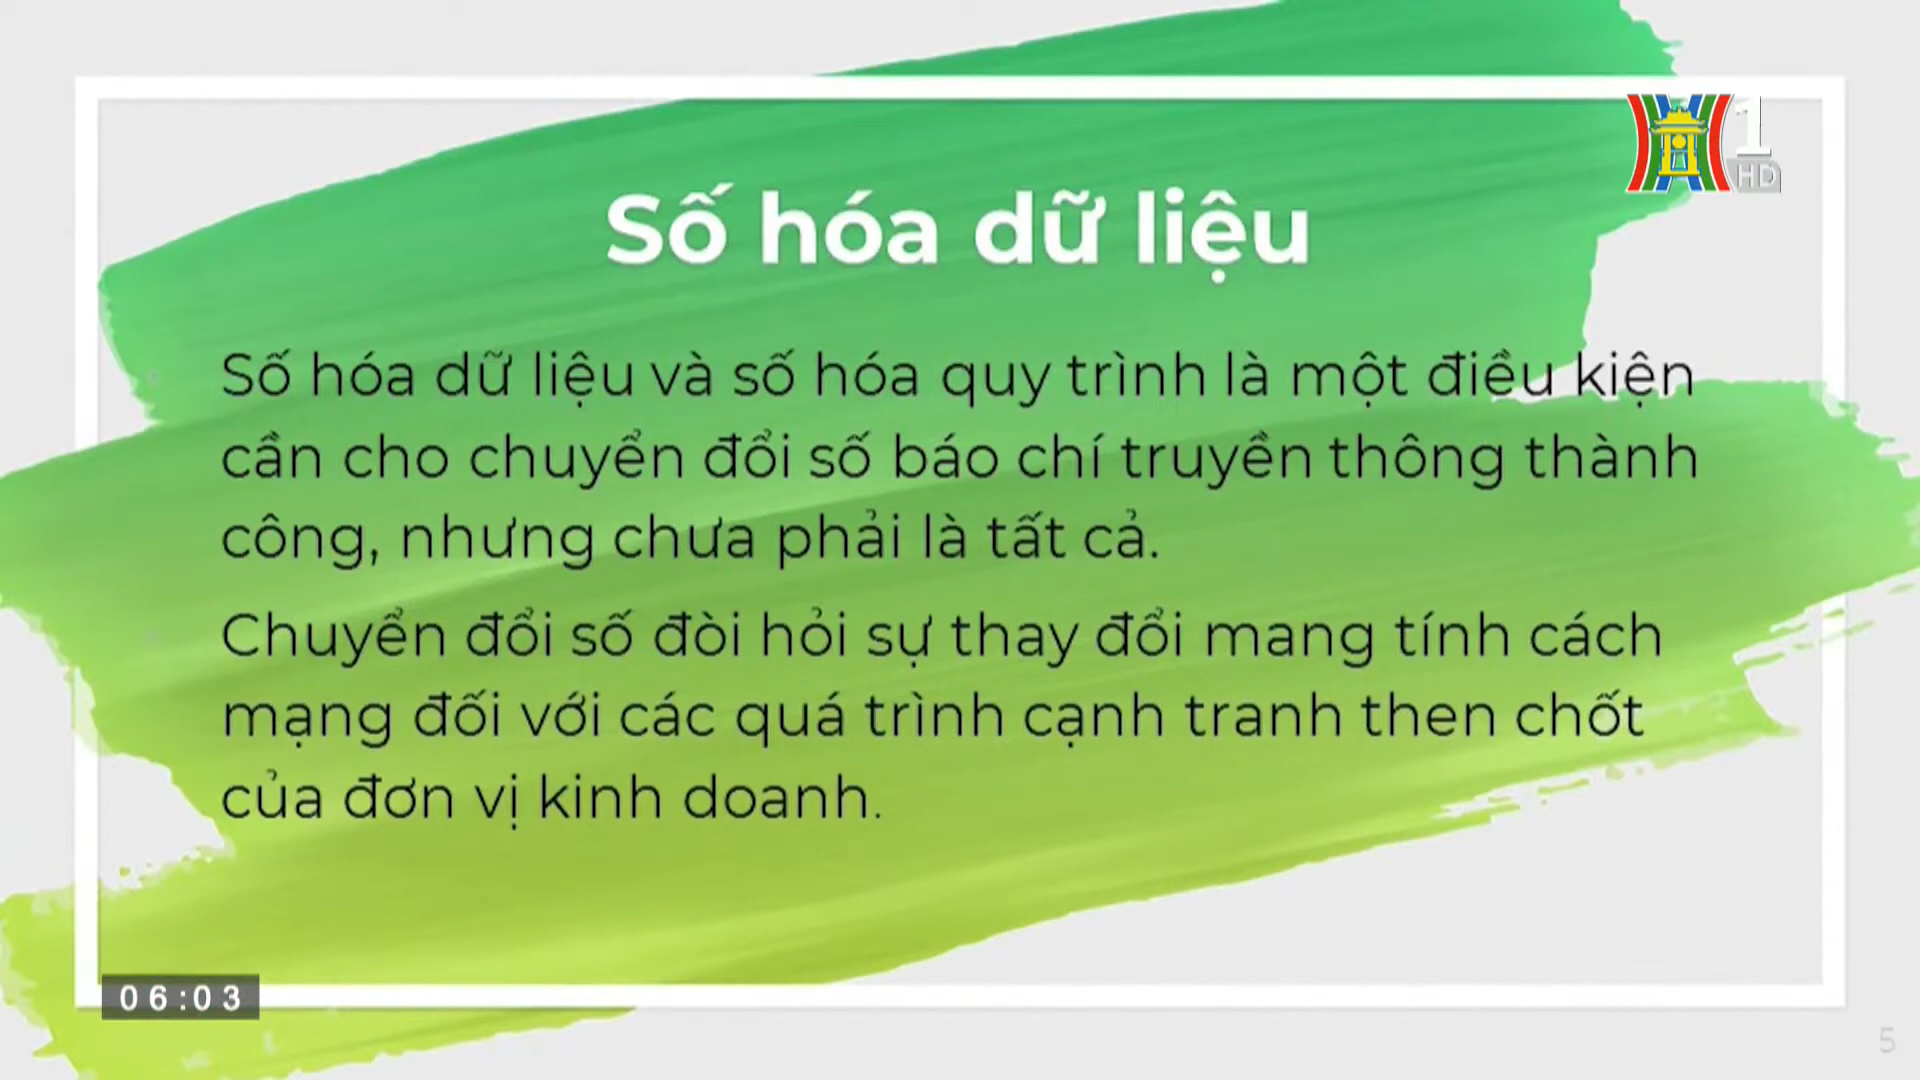 1
HD
Số hóa dữ liệu
Số hóa dữ liệu và số hóa quy trình là một điều kiện
cần cho chuyển đổi số báo chí truyền thông thành
công, nhưng chưa phải là tất cả.
Chuyển đổi số đòi hỏi sự thay đổi mang tính cách
mạng đối với các quá trình cạnh tranh then chốt
của đơn vị kinh doanh.
06:03
5